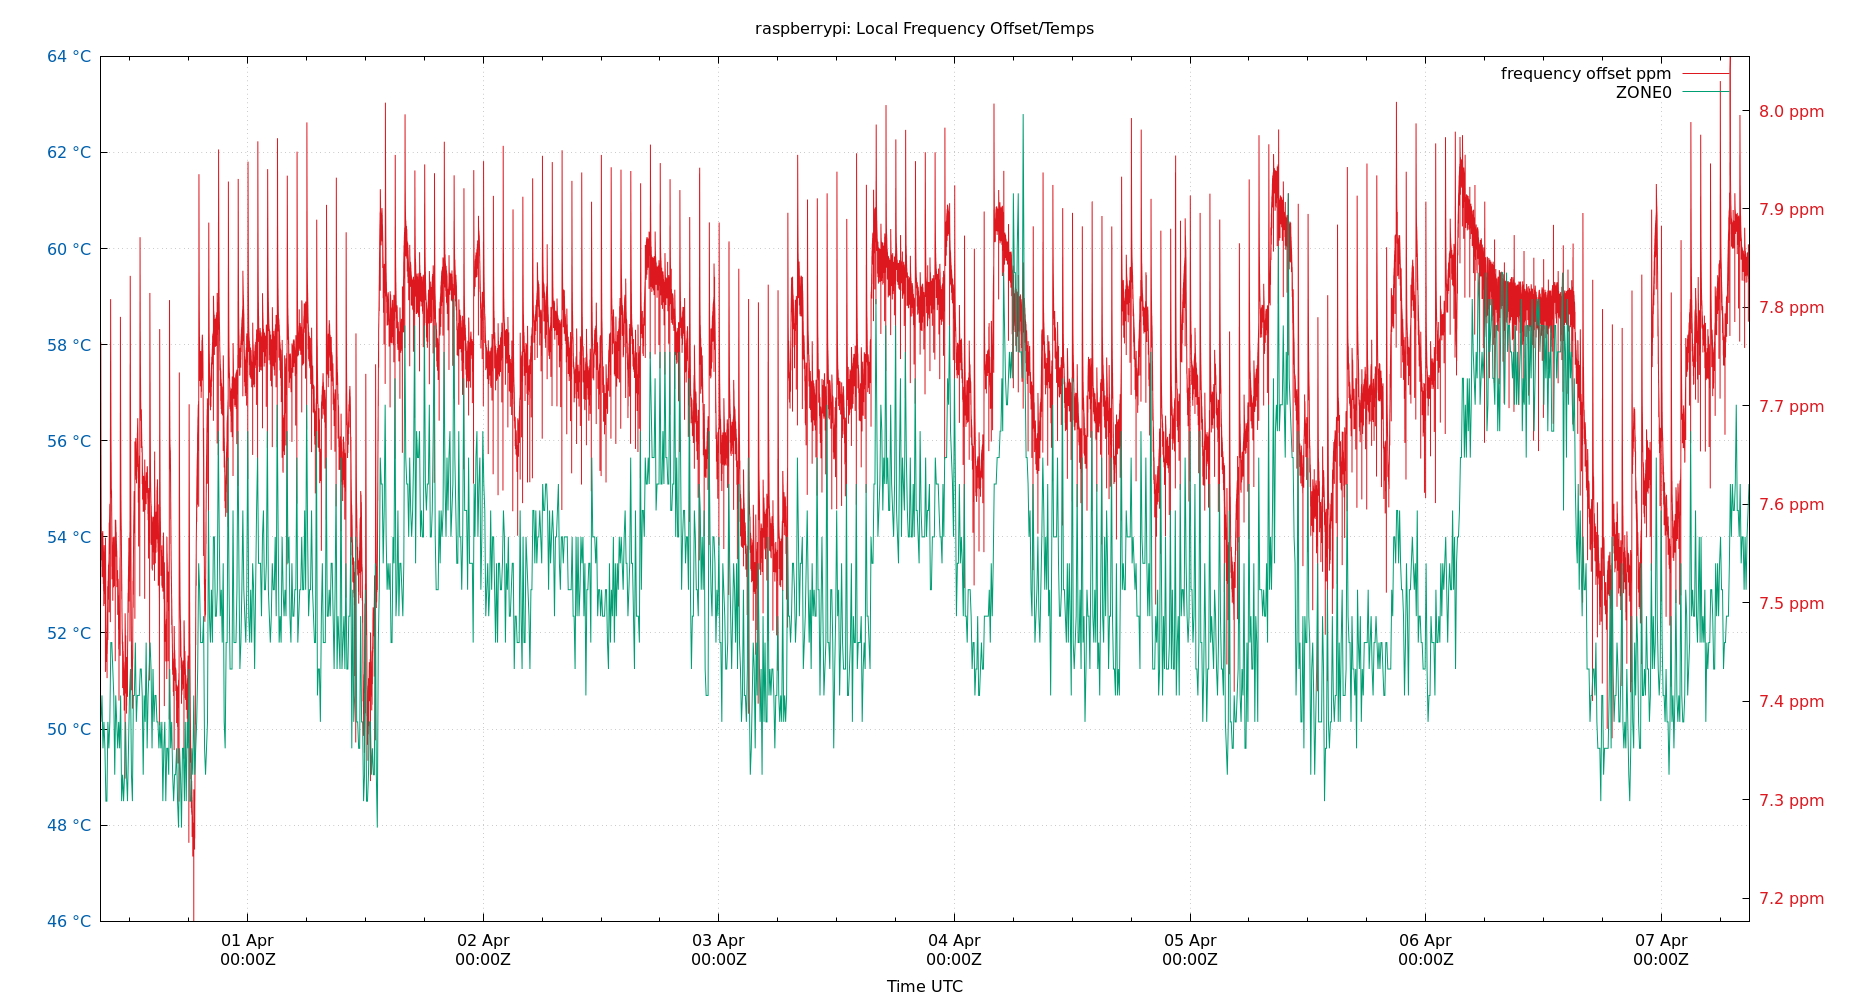 raspberrypi: Local Frequency Offset/Temps
64 °C
62 °C
60 °C
58 °C
56 °C
54 °C
52 °C
50 °C
48 °C
46 °C
frequency offset ppm
ZONE0
8.0 ppm
7.9 ppm
7.8 ppm
7.7 ppm
7.6 ppm
7.5 ppm
7.4 ppm
7.3 ppm
7.2 ppm
01 Apr
00:00Z
02 Apr
00:00Z
03 Apr
00:00Z
04 Apr
00:00Z
05 Apr
00:00Z
06 Apr
00:00Z
07 Apr
00:00Z
Time UTC